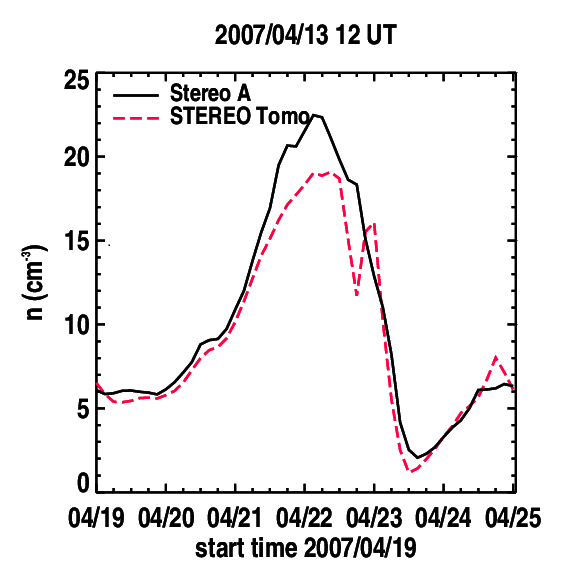 2007/04/13 12 UT
25
20
15
10
5
0
n (cm⁻³)
Stereo A
STEREO Tomo
04/19 04/20 04/21 04/22 04/23 04/24 04/25
start time 2007/04/19